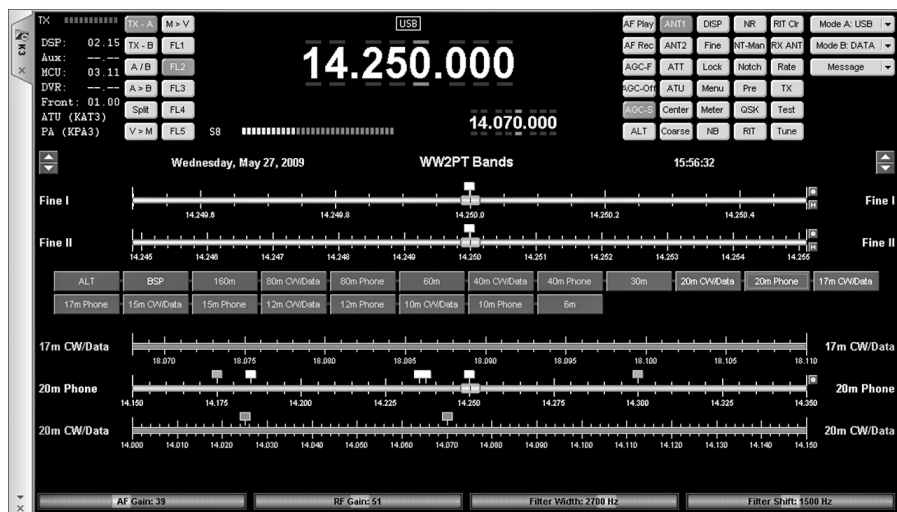 TX TX - A M > V USB AF Play ANT1 DISP NR RIT Clr Mode A: USB
DSP: 02.15 TX - B FL1 AF Rec ANT2 Fine NT-Man RX ANT Mode B: DATA
K3
Aux: --.--
MCU: 03.11 A / B FL2 14.250.000 AGC-F ATT Lock Notch Rate Message
DVR: --.-- A > B FL3 AGC-Off ATU Menu Pre TX
Front: 01.00 Split FL4 AGC-S Center Meter QSK Test
ATU (KAT3)
PA (KPA3) V > M FL5 S8 14.070.000 ALT Coarse NB RIT Tune
Wednesday, May 27, 2009 WW2PT Bands 15:56:32
Fine I Fine I
14.249.6 14.249.8 14.250.0 14.250.2 14.250.4
Fine II Fine II
14.245 14.246 14.247 14.248 14.249 14.250 14.251 14.252 14.253 14.254 14.255
ALT BSP 160m 80m CW/Data 80m Phone 60m 40m CW/Data 40m Phone 30m 20m CW/Data 20m Phone 17m CW/Data
17m Phone 15m CW/Data 15m Phone 12m CW/Data 12m Phone 10m CW/Data 10m Phone 6m
17m CW/Data 17m CW/Data
18.070 18.075 18.080 18.085 18.090 18.095 18.100 18.105 18.110
20m Phone 20m Phone
14.150 14.175 14.200 14.225 14.250 14.275 14.300 14.325 14.350
20m CW/Data 20m CW/Data
14.000 14.010 14.020 14.030 14.040 14.050 14.060 14.070 14.080 14.090 14.100 14.110 14.120 14.130 14.140 14.150
AF Gain: 39 RF Gain: 51 Filter Width: 2700 Hz Filter Shift: 1500 Hz